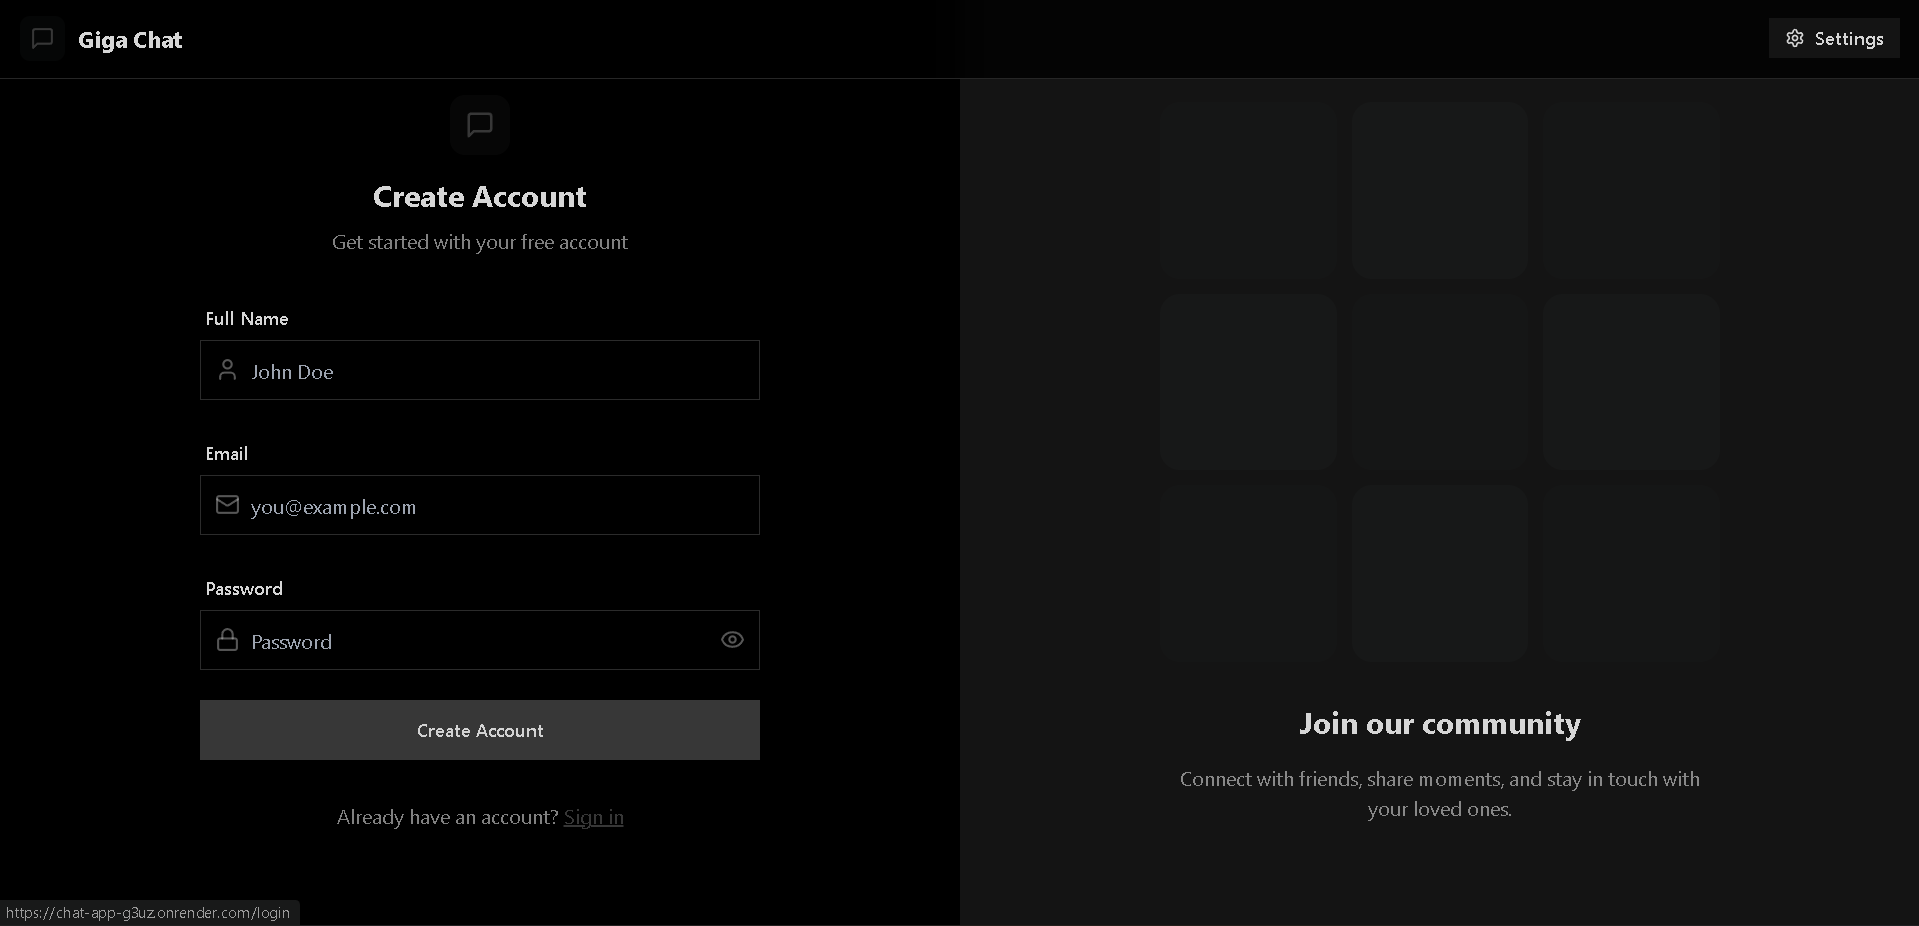 Giga Chat
Settings
Create Account
Get started with your free account
Full Name
John Doe
Email
you@example.com
Password
Password
Create Account
Already have an account? Sign in
Join our community
Connect with friends, share moments, and stay in touch with
your loved ones.
https://chat-app-g3uz.onrender.com/login